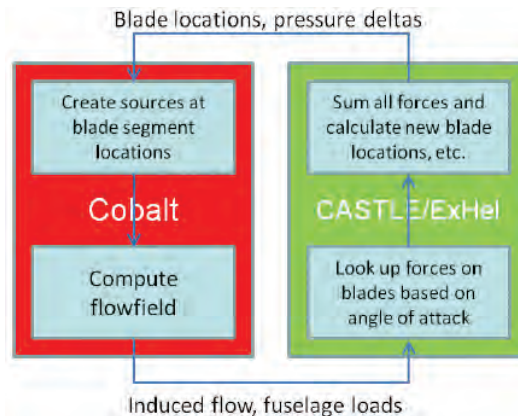 Blade locations, pressure deltas
Create sources at
blade segment
locations
Cobalt
Compute
flowfield
Sum all forces and
calculate new blade
locations, etc.
CASTLE/ExHel
Look up forces on
blades based on
angle of attack
Induced flow, fuselage loads